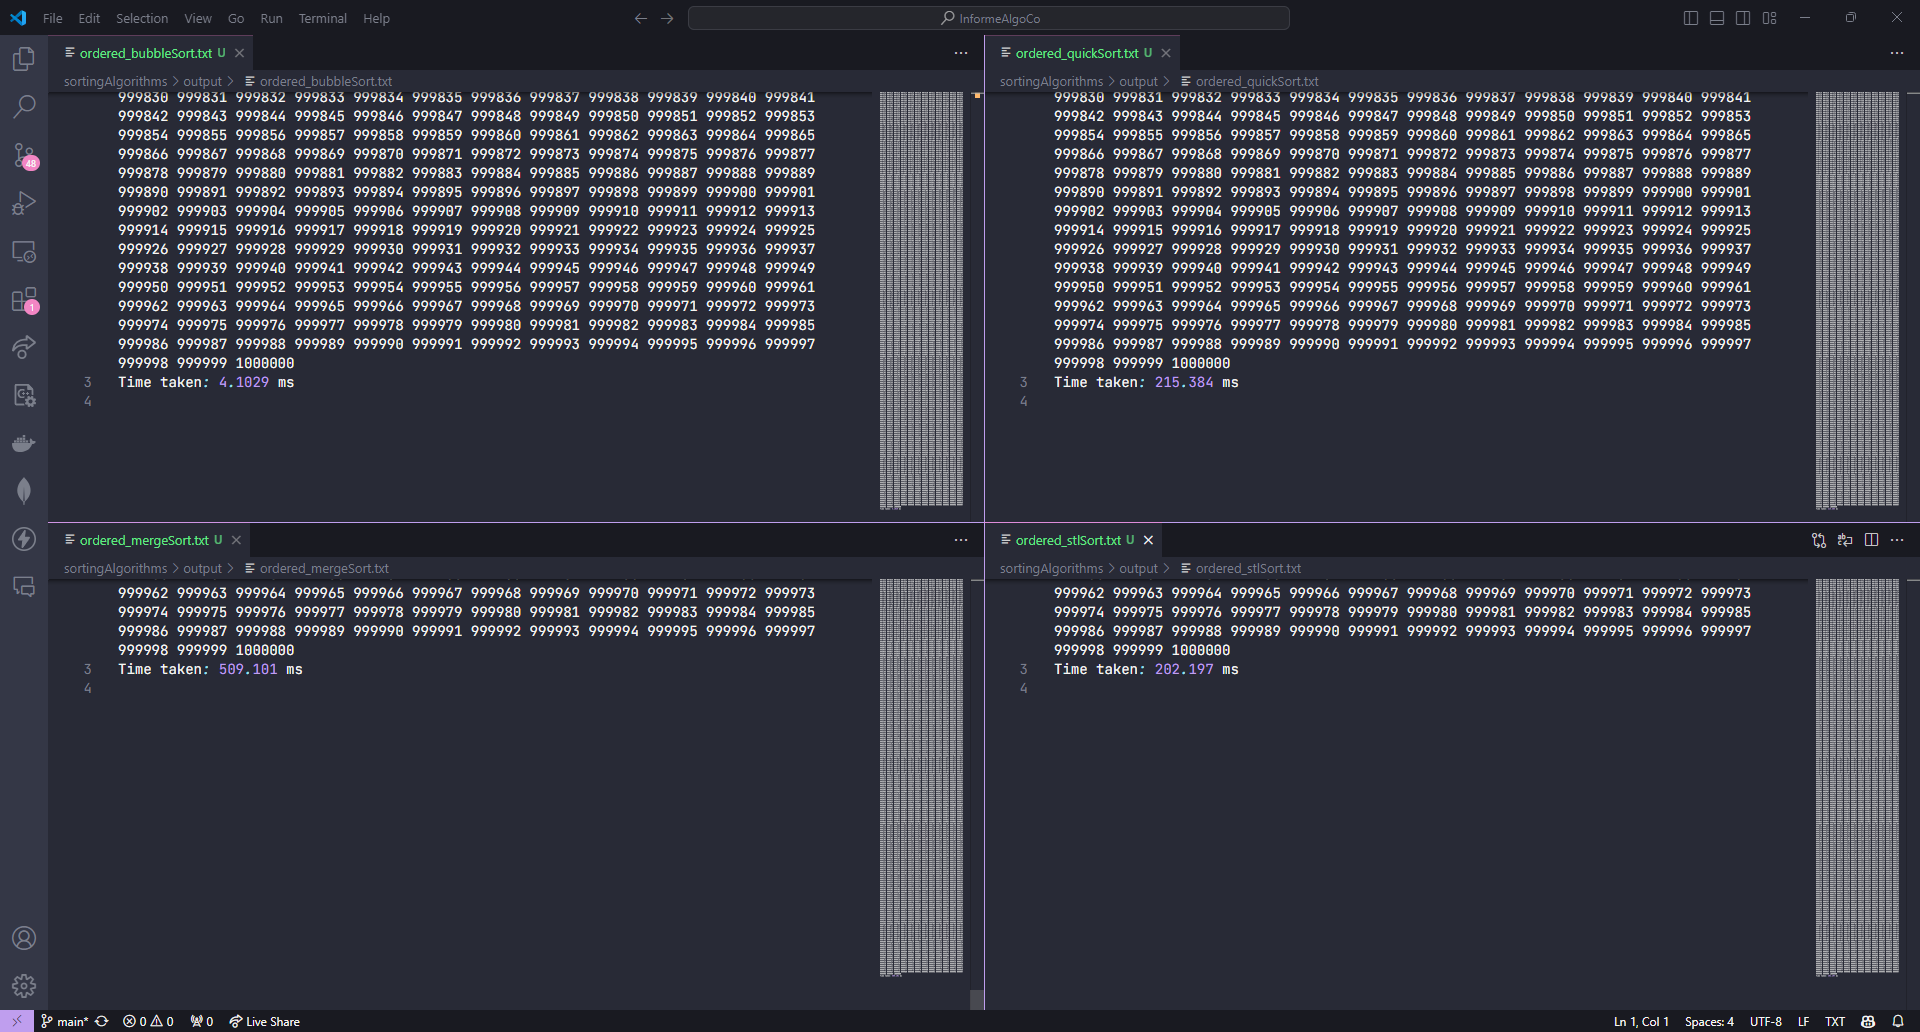 File Edit Selection View Go Run Terminal Help
InformeAlgoCo
ordered_bubbleSort.txt U
sortingAlgorithms > output > ordered_bubbleSort.txt
999830 999831 999832 999833 999834 999835 999836 999837 999838 999839 999840 999841
999842 999843 999844 999845 999846 999847 999848 999849 999850 999851 999852 999853
999854 999855 999856 999857 999858 999859 999860 999861 999862 999863 999864 999865
999866 999867 999868 999869 999870 999871 999872 999873 999874 999875 999876 999877
999878 999879 999880 999881 999882 999883 999884 999885 999886 999887 999888 999889
999890 999891 999892 999893 999894 999895 999896 999897 999898 999899 999900 999901
999902 999903 999904 999905 999906 999907 999908 999909 999910 999911 999912 999913
999914 999915 999916 999917 999918 999919 999920 999921 999922 999923 999924 999925
999926 999927 999928 999929 999930 999931 999932 999933 999934 999935 999936 999937
999938 999939 999940 999941 999942 999943 999944 999945 999946 999947 999948 999949
999950 999951 999952 999953 999954 999955 999956 999957 999958 999959 999960 999961
999962 999963 999964 999965 999966 999967 999968 999969 999970 999971 999972 999973
999974 999975 999976 999977 999978 999979 999980 999981 999982 999983 999984 999985
999986 999987 999988 999989 999990 999991 999992 999993 999994 999995 999996 999997
999998 999999 1000000
3 Time taken: 4.1029 ms
4
ordered_quickSort.txt U
sortingAlgorithms > output > ordered_quickSort.txt
999830 999831 999832 999833 999834 999835 999836 999837 999838 999839 999840 999841
999842 999843 999844 999845 999846 999847 999848 999849 999850 999851 999852 999853
999854 999855 999856 999857 999858 999859 999860 999861 999862 999863 999864 999865
999866 999867 999868 999869 999870 999871 999872 999873 999874 999875 999876 999877
999878 999879 999880 999881 999882 999883 999884 999885 999886 999887 999888 999889
999890 999891 999892 999893 999894 999895 999896 999897 999898 999899 999900 999901
999902 999903 999904 999905 999906 999907 999908 999909 999910 999911 999912 999913
999914 999915 999916 999917 999918 999919 999920 999921 999922 999923 999924 999925
999926 999927 999928 999929 999930 999931 999932 999933 999934 999935 999936 999937
999938 999939 999940 999941 999942 999943 999944 999945 999946 999947 999948 999949
999950 999951 999952 999953 999954 999955 999956 999957 999958 999959 999960 999961
999962 999963 999964 999965 999966 999967 999968 999969 999970 999971 999972 999973
999974 999975 999976 999977 999978 999979 999980 999981 999982 999983 999984 999985
999986 999987 999988 999989 999990 999991 999992 999993 999994 999995 999996 999997
999998 999999 1000000
3 Time taken: 215.384 ms
4
ordered_mergeSort.txt U
sortingAlgorithms > output > ordered_mergeSort.txt
999962 999963 999964 999965 999966 999967 999968 999969 999970 999971 999972 999973
999974 999975 999976 999977 999978 999979 999980 999981 999982 999983 999984 999985
999986 999987 999988 999989 999990 999991 999992 999993 999994 999995 999996 999997
999998 999999 1000000
3 Time taken: 509.101 ms
4
ordered_stlSort.txt U
sortingAlgorithms > output > ordered_stlSort.txt
999962 999963 999964 999965 999966 999967 999968 999969 999970 999971 999972 999973
999974 999975 999976 999977 999978 999979 999980 999981 999982 999983 999984 999985
999986 999987 999988 999989 999990 999991 999992 999993 999994 999995 999996 999997
999998 999999 1000000
3 Time taken: 202.197 ms
4
48
1
main* 0 0 0 Live Share
Ln 1, Col 1 Spaces: 4 UTF-8 LF TXT